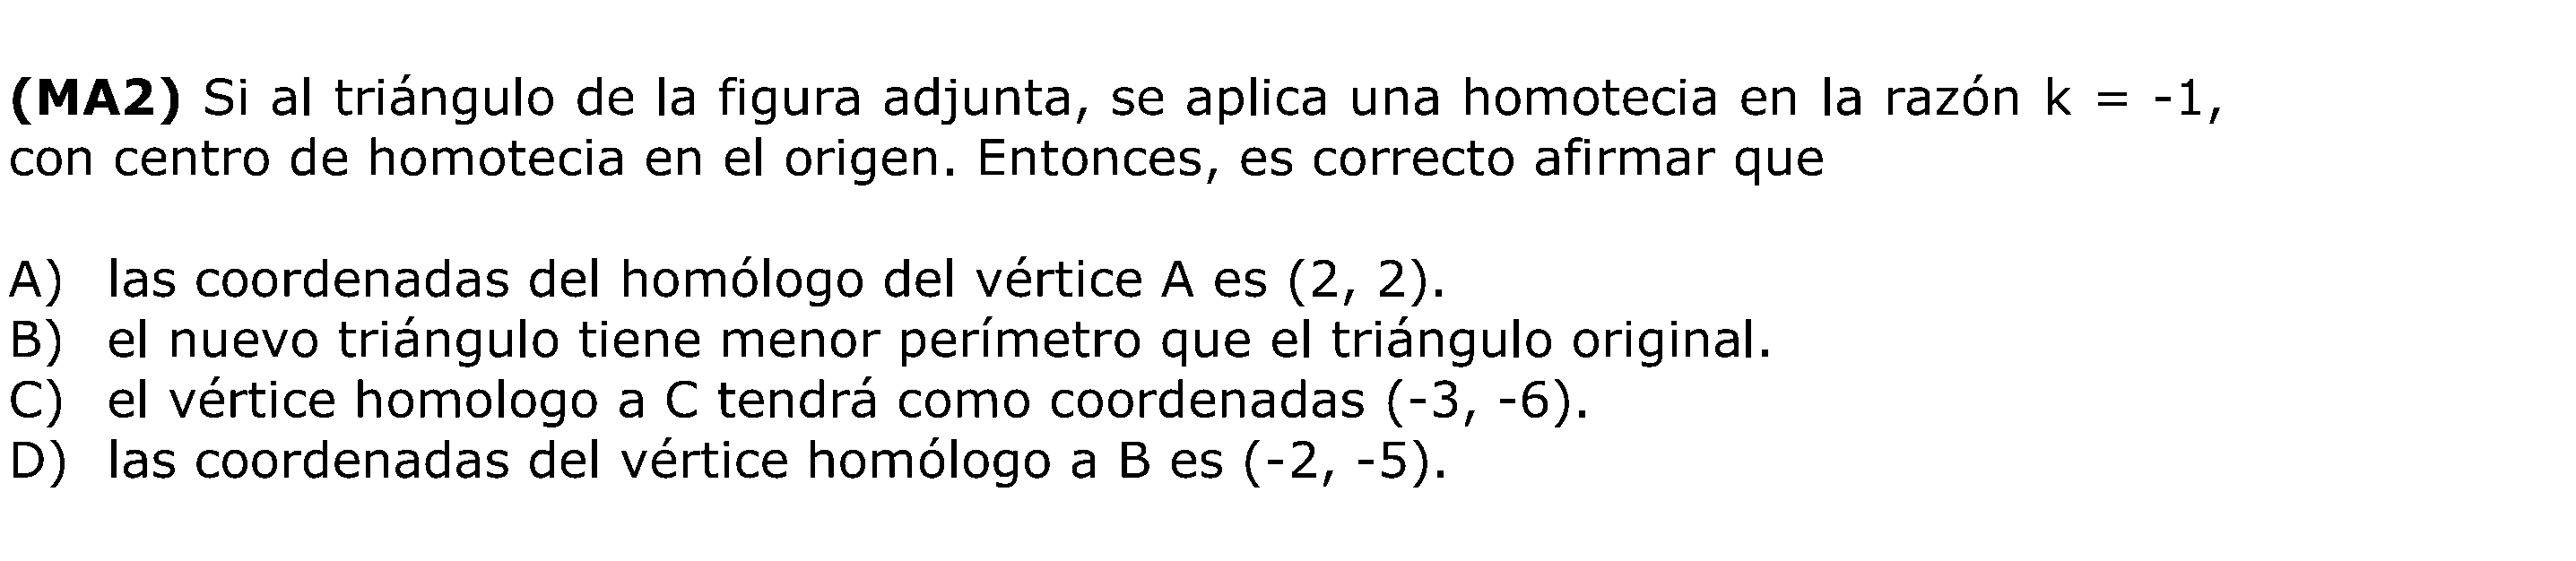 (MA2) Si al triángulo de la figura adjunta, se aplica una homotecia en la razón k = -1,
con centro de homotecia en el origen. Entonces, es correcto afirmar que
A) las coordenadas del homólogo del vértice A es (2, 2).
B) el nuevo triángulo tiene menor perímetro que el triángulo original.
C) el vértice homologo a C tendrá como coordenadas (-3, -6).
D) las coordenadas del vértice homólogo a B es (-2, -5).